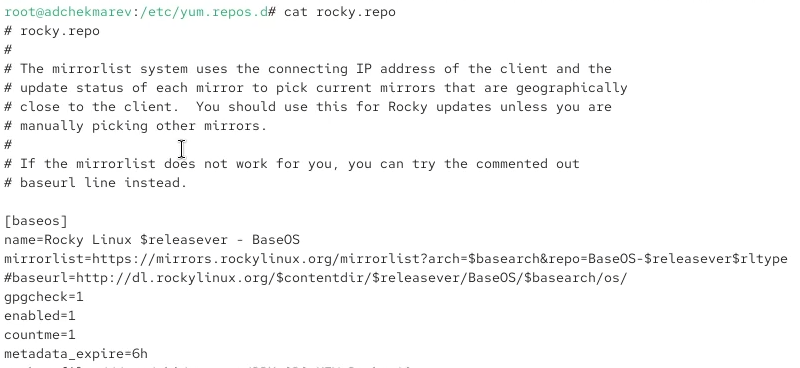 root@adchekmarev:/etc/yum.repos.d# cat rocky.repo
# rocky.repo
#
# The mirrorlist system uses the connecting IP address of the client and the
# update status of each mirror to pick current mirrors that are geographically
# close to the client.  You should use this for Rocky updates unless you are
# manually picking other mirrors.
#
# If the mirrorlist does not work for you, you can try the commented out
# baseurl line instead.

[baseos]
name=Rocky Linux $releasever - BaseOS
mirrorlist=https://mirrors.rockylinux.org/mirrorlist?arch=$basearch&repo=BaseOS-$releasever$rltype
#baseurl=http://dl.rockylinux.org/$contentdir/$releasever/BaseOS/$basearch/os/
gpgcheck=1
enabled=1
countme=1
metadata_expire=6h